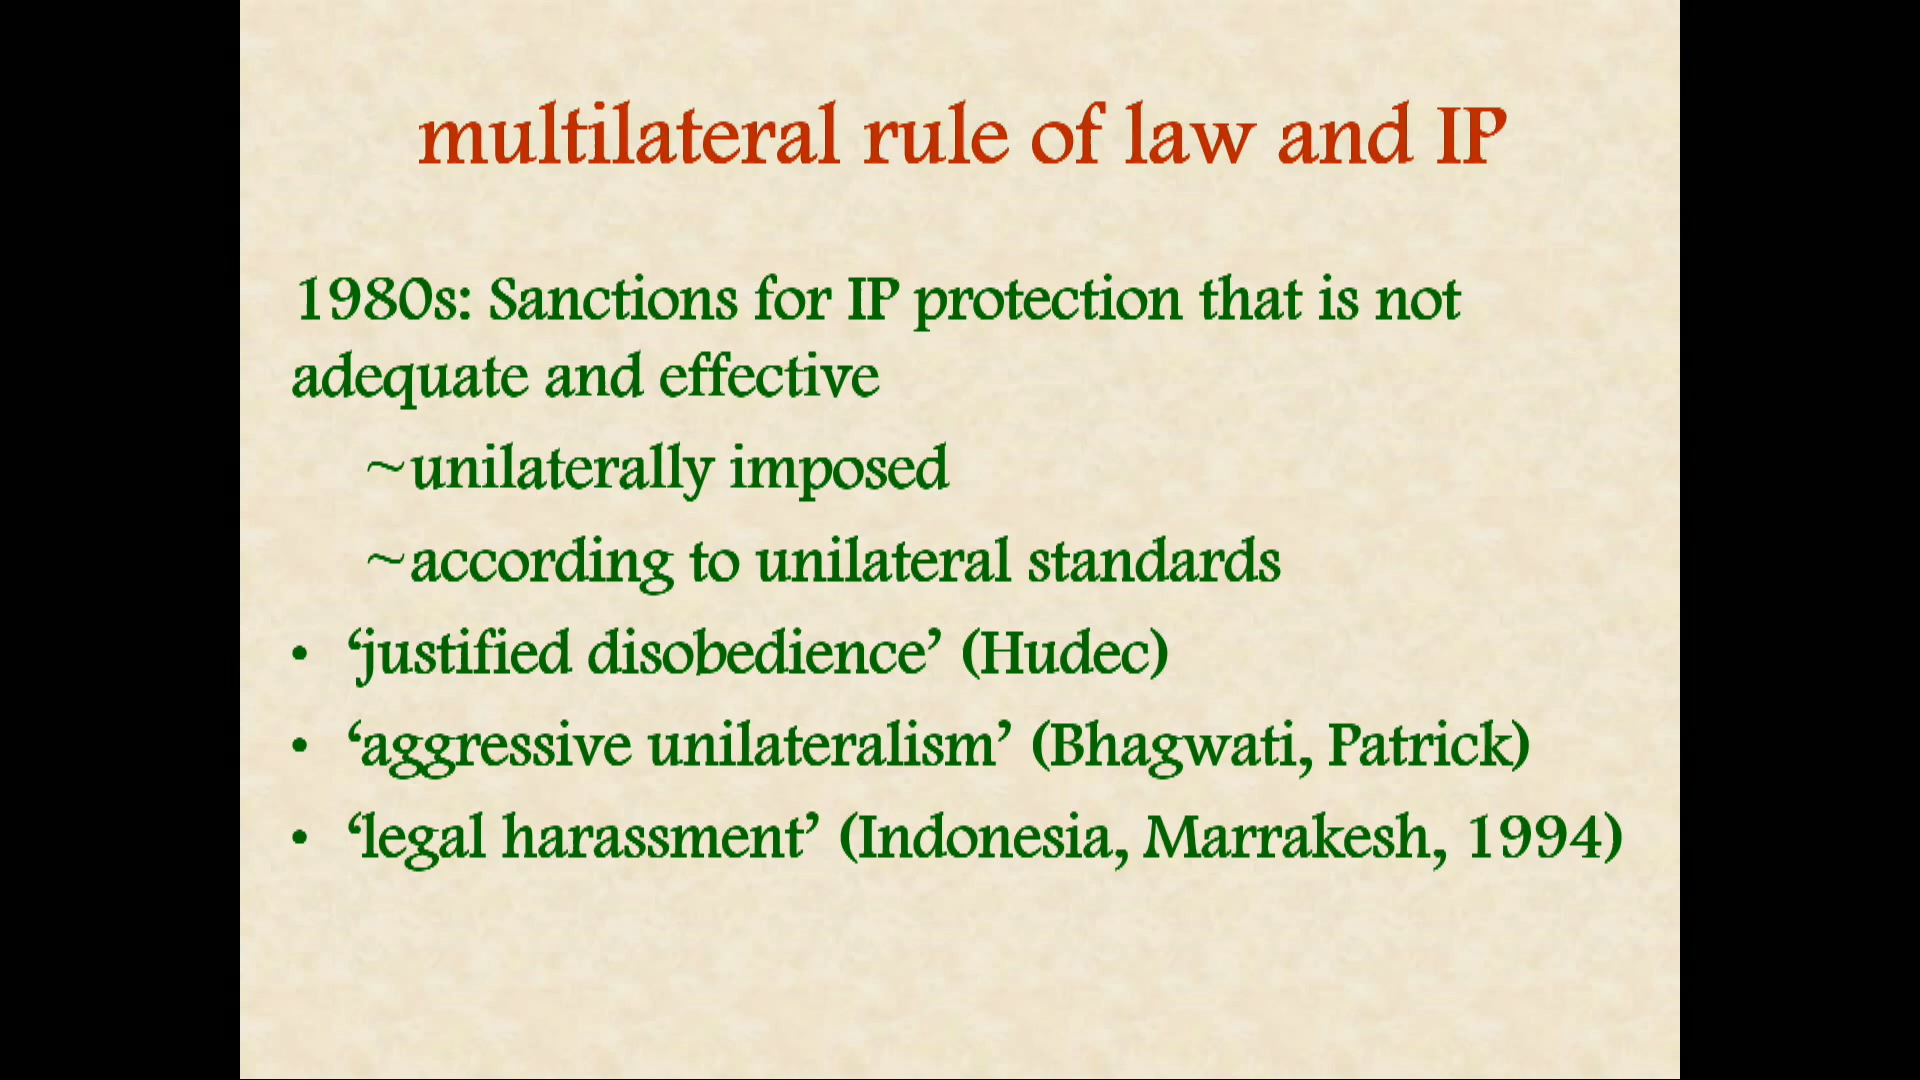 multilateral rule of law and IP
1980s: Sanctions for IP protection that is not
adequate and effective
~unilaterally imposed
~according to unilateral standards
• ‘justified disobedience’ (Hudec)
• ‘aggressive unilateralism’ (Bhagwati, Patrick)
• ‘legal harassment’ (Indonesia, Marrakesh, 1994)